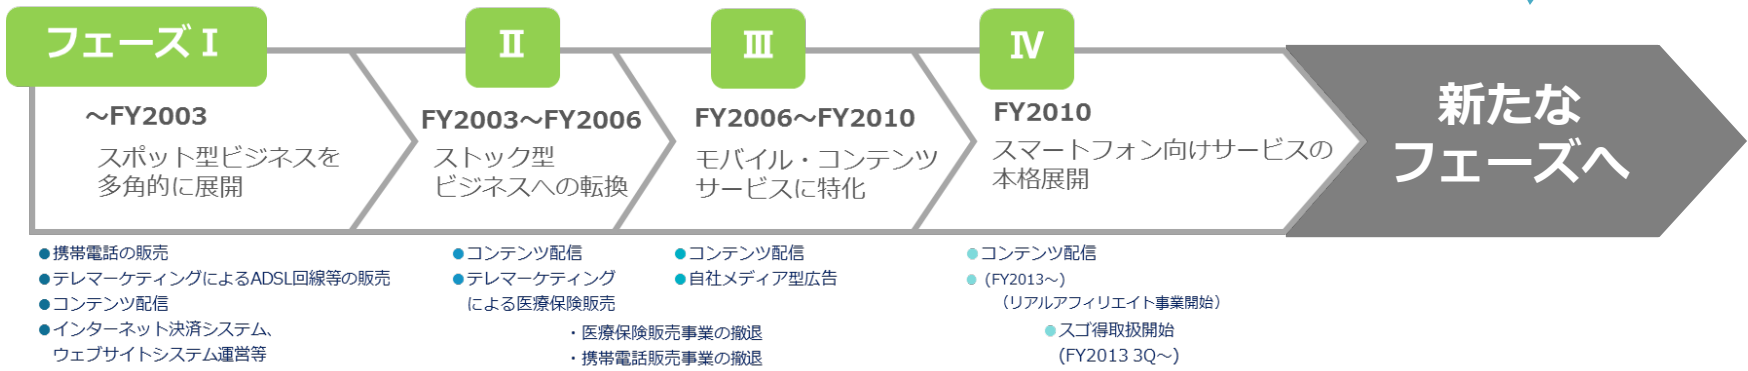 フェーズⅠ
～FY2003
スポット型ビジネスを
多角的に展開
●携帯電話の販売
●テレマーケティングによるADSL回線等の販売
●コンテンツ配信
●インターネット決済システム、
ウェブサイトシステム運営等
Ⅱ
FY2003～FY2006
ストック型
ビジネスへの転換
●コンテンツ配信
●テレマーケティング
による医療保険販売
・医療保険販売事業の撤退
・携帯電話販売事業の撤退
Ⅲ
FY2006～FY2010
モバイル・コンテンツ
サービスに特化
●コンテンツ配信
●自社メディア型広告
Ⅳ
FY2010
スマートフォン向けサービスの
本格展開
●コンテンツ配信
●（FY2013～）
（リアルアフィリエイト事業開始）
●スゴ得取扱開始
（FY2013 3Q～）
新たな
フェーズへ